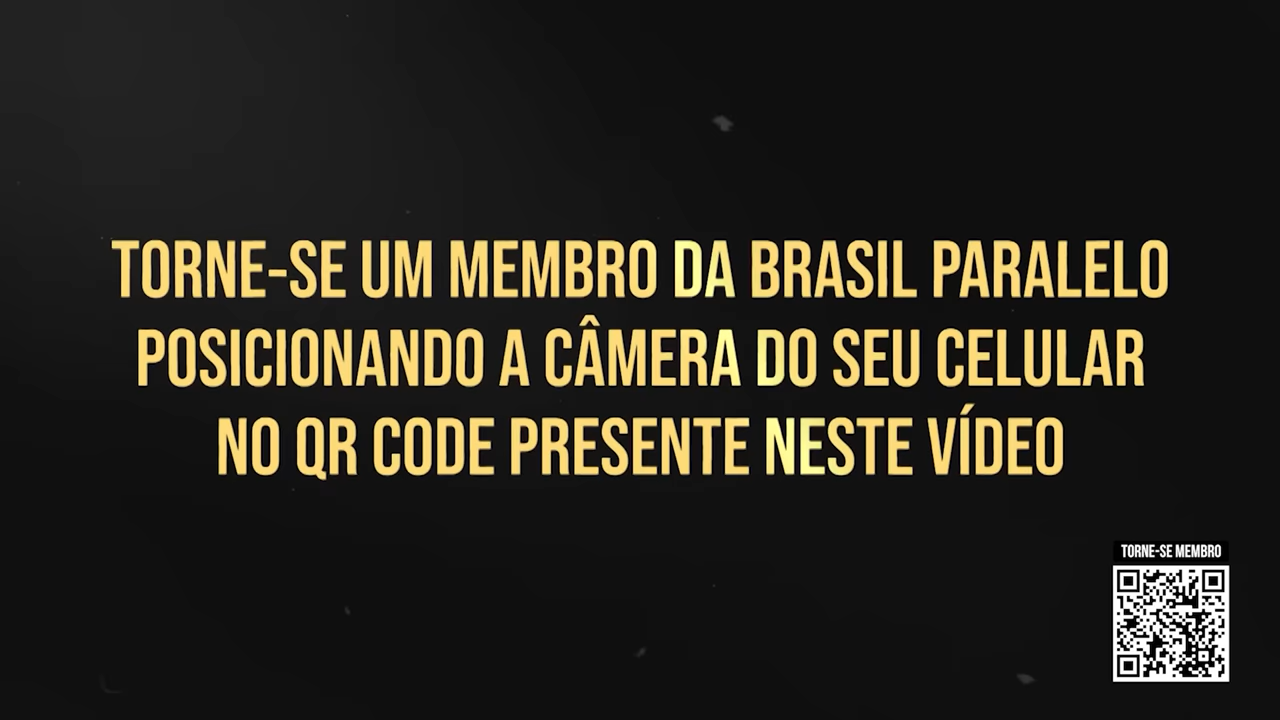 TORNE-SE UM MEMBRO DA BRASIL PARALELO
POSICIONANDO A CÂMERA DO SEU CELULAR
NO QR CODE PRESENTE NESTE VÍDEO
TORNE-SE MEMBRO